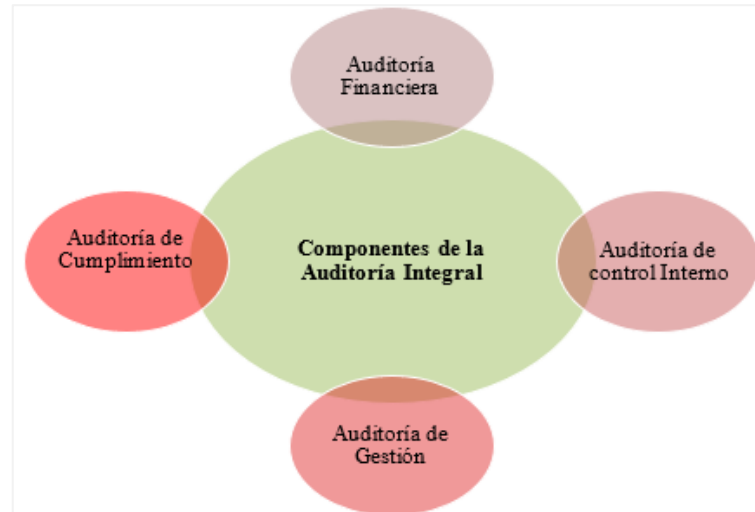 Auditoría
Financiera
Auditoría de
Cumplimiento
Componentes de la
Auditoría Integral
Auditoría de
control Interno
Auditoría de
Gestión